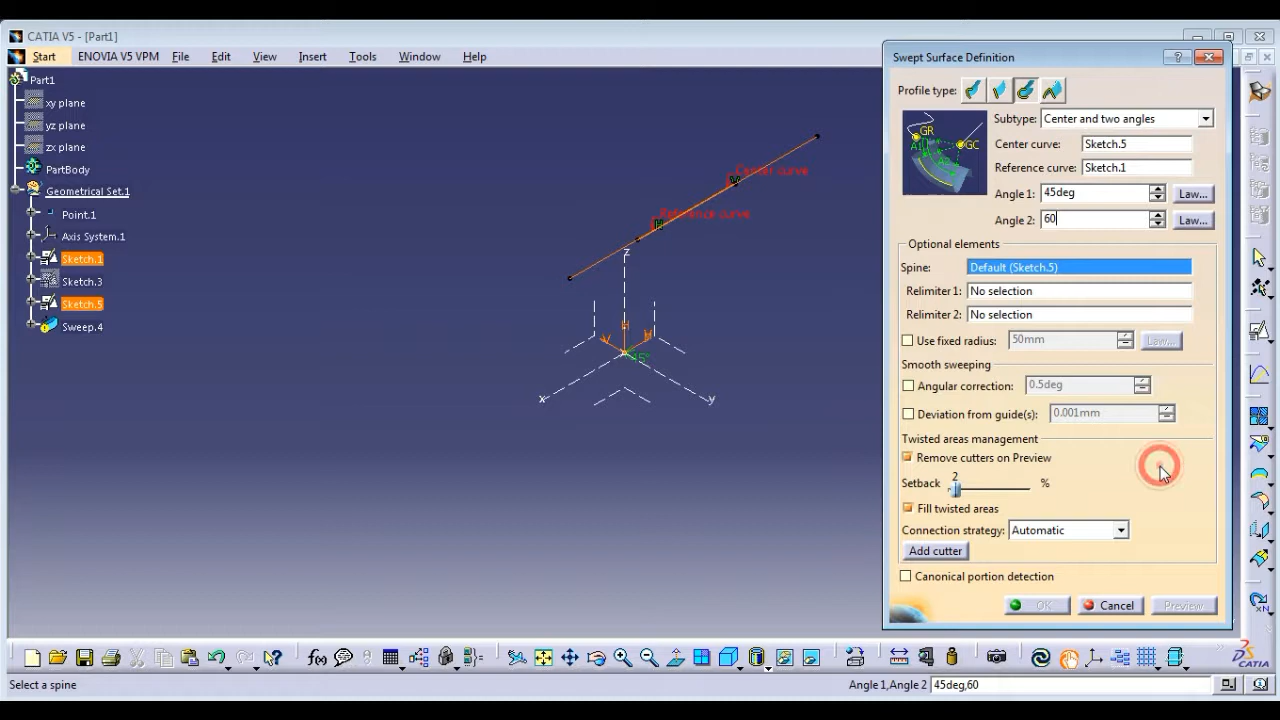 CATIA V5 - [Part1]
Start ENOVIA V5 VPM File Edit View Insert Tools Window Help
Part1
xy plane
yz plane
zx plane
PartBody
Geometrical Set.1
Point.1
Axis System.1
Sketch.1
Sketch.3
Sketch.5
Sweep.4
Center curve
V
Reference curve
H
z
H
V H
45°
x
y
Swept Surface Definition
?
Profile type:
GR
GC
A1
Subtype: Center and two angles
Center curve: Sketch.5
Reference curve: Sketch.1
Angle 1: 45deg Law...
Angle 2: 60 Law...
Optional elements
Spine: Default (Sketch.5)
Relimiter 1: No selection
Relimiter 2: No selection
Use fixed radius: 50mm Law...
Smooth sweeping
Angular correction: 0.5deg
Deviation from guide(s): 0.001mm
Twisted areas management
Remove cutters on Preview
Setback 2 %
Fill twisted areas
Connection strategy: Automatic
Add cutter
Canonical portion detection
OK Cancel Preview
f(x)
CATIA
Select a spine Angle 1,Angle 2 45deg,60